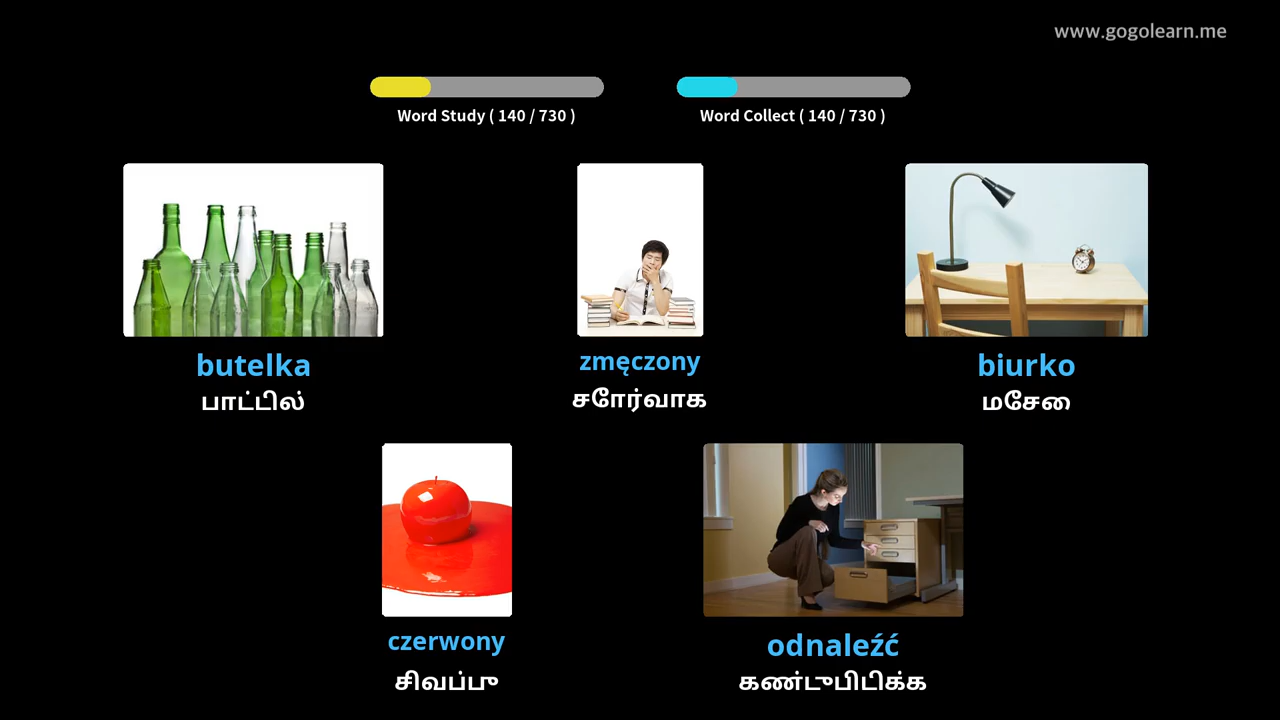 www.gogolearn.me
Word Study ( 140 / 730 )
Word Collect ( 140 / 730 )
butelka
பாட்டில்
zmęczony
சோர்வாக
biurko
மேசை
czerwony
சிவப்பு
odnaleźć
கண்டுபிடிக்க